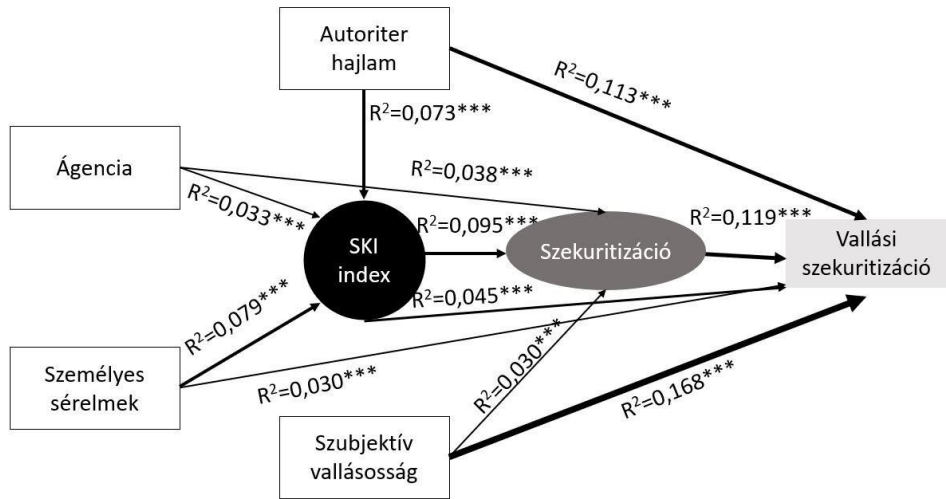 Autoriter
hajlam
R²=0,113***
R²=0,073***
Ágencia
R²=0,038***
R²=0,033***
SKI
index
R²=0,095***
Szekuritizáció
R²=0,119***
Vallási
szekuritizáció
R²=0,045***
R²=0,079***
Személyes
sérelmek
R²=0,030***
R²=0,030***
R²=0,168***
Szubjektív
vallásosság